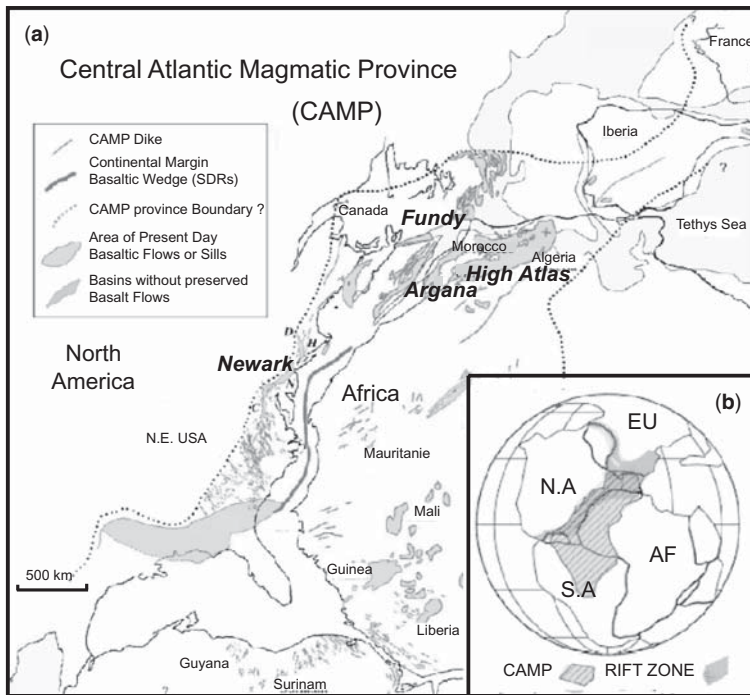 (a)
Central Atlantic Magmatic Province
(CAMP)
CAMP Dike
Continental Margin
Basaltic Wedge (SDRs)
CAMP province Boundary ?
Area of Present Day
Basaltic Flows or Sills
Basins without preserved
Basalt Flows
France
Iberia
?
Tethys Sea
Canada
Fundy
Morocco
Algeria
High Atlas
Argana
D
H
Newark
N
North
America
Africa
N.E. USA
Mauritanie
Mali
500 km
Guinea
Liberia
Guyana
Surinam
?
(b)
EU
N.A
AF
S.A
CAMP
RIFT ZONE